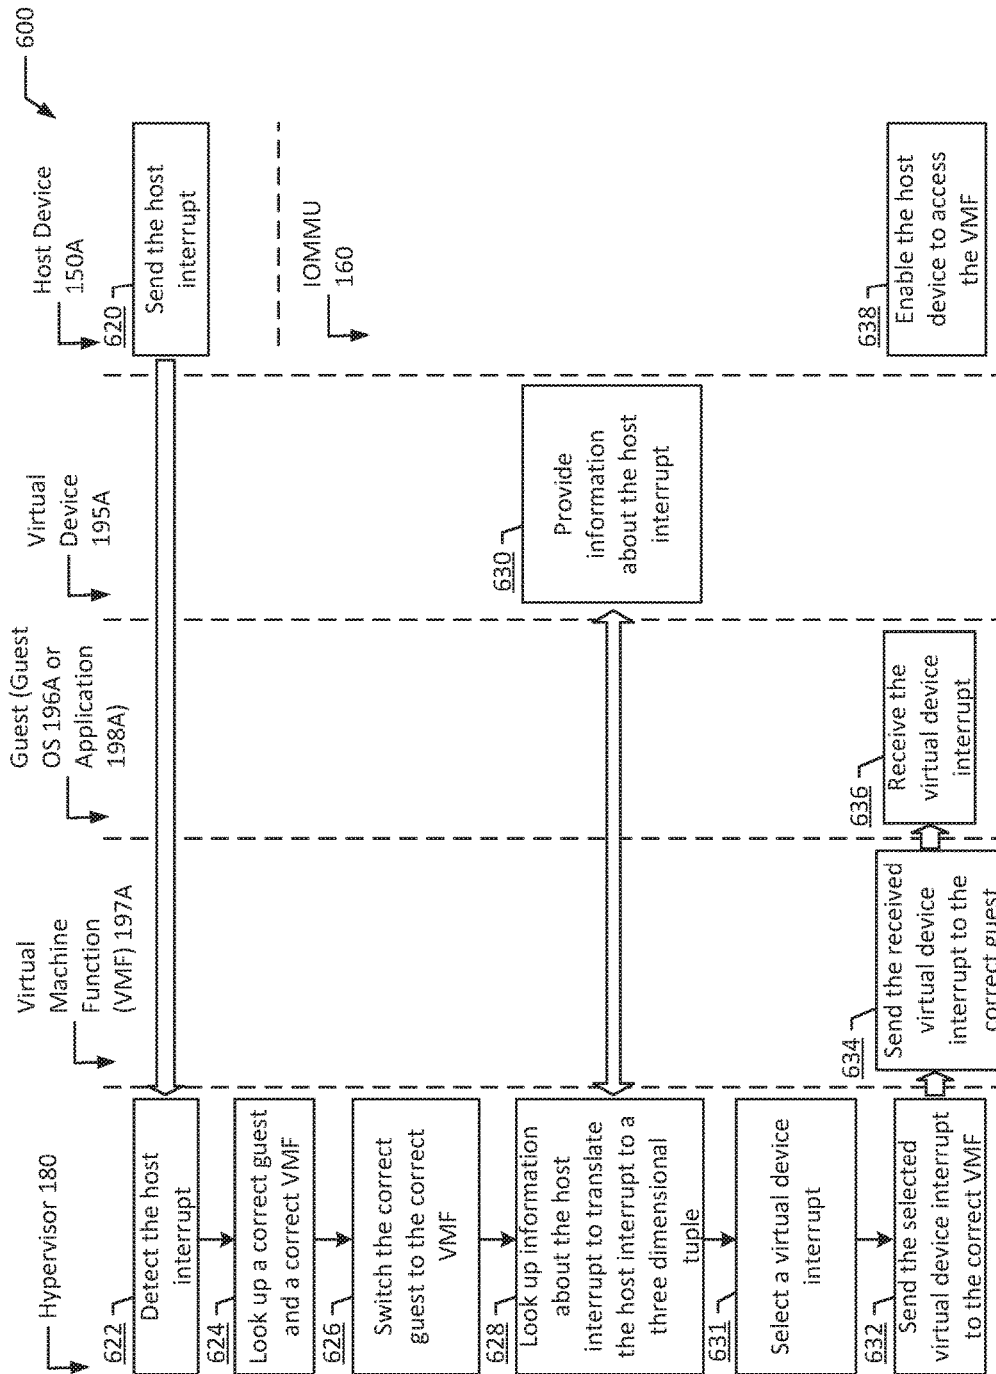 600
Hypervisor 180
Virtual
Machine
Function
(VMF) 197A
Guest (Guest
OS 196A or
Application
198A)
Virtual
Device
195A
Host Device
150A
620
Send the host
interrupt
622
Detect the host
interrupt
IOMMU
160
624
Look up a correct guest
and a correct VMF
626
Switch the correct
guest to the correct
VMF
628
Look up information
about the host
interrupt to translate
the host interrupt to a
three dimensional
tuple
630
Provide
information
about the host
interrupt
631
Select a virtual device
interrupt
632
Send the selected
virtual device interrupt
to the correct VMF
634
Send the received
virtual device
interrupt to the
correct guest
636
Receive the
virtual device
interrupt
638
Enable the host
device to access
the VMF